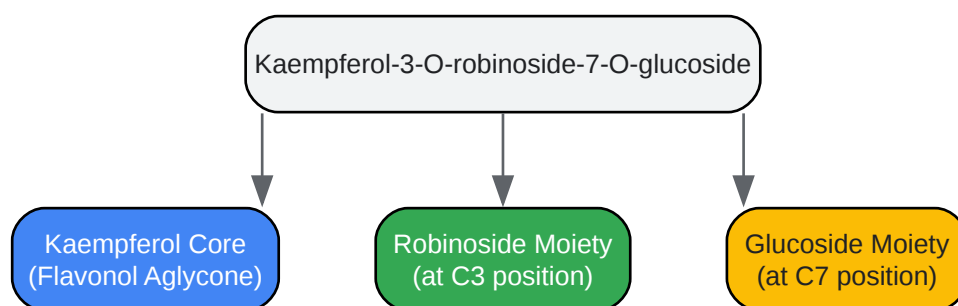 Kaempferol-3-O-robinoside-7-O-glucoside
Kaempferol Core
(Flavonol Aglycone)
Robinoside Moiety
(at C3 position)
Glucoside Moiety
(at C7 position)